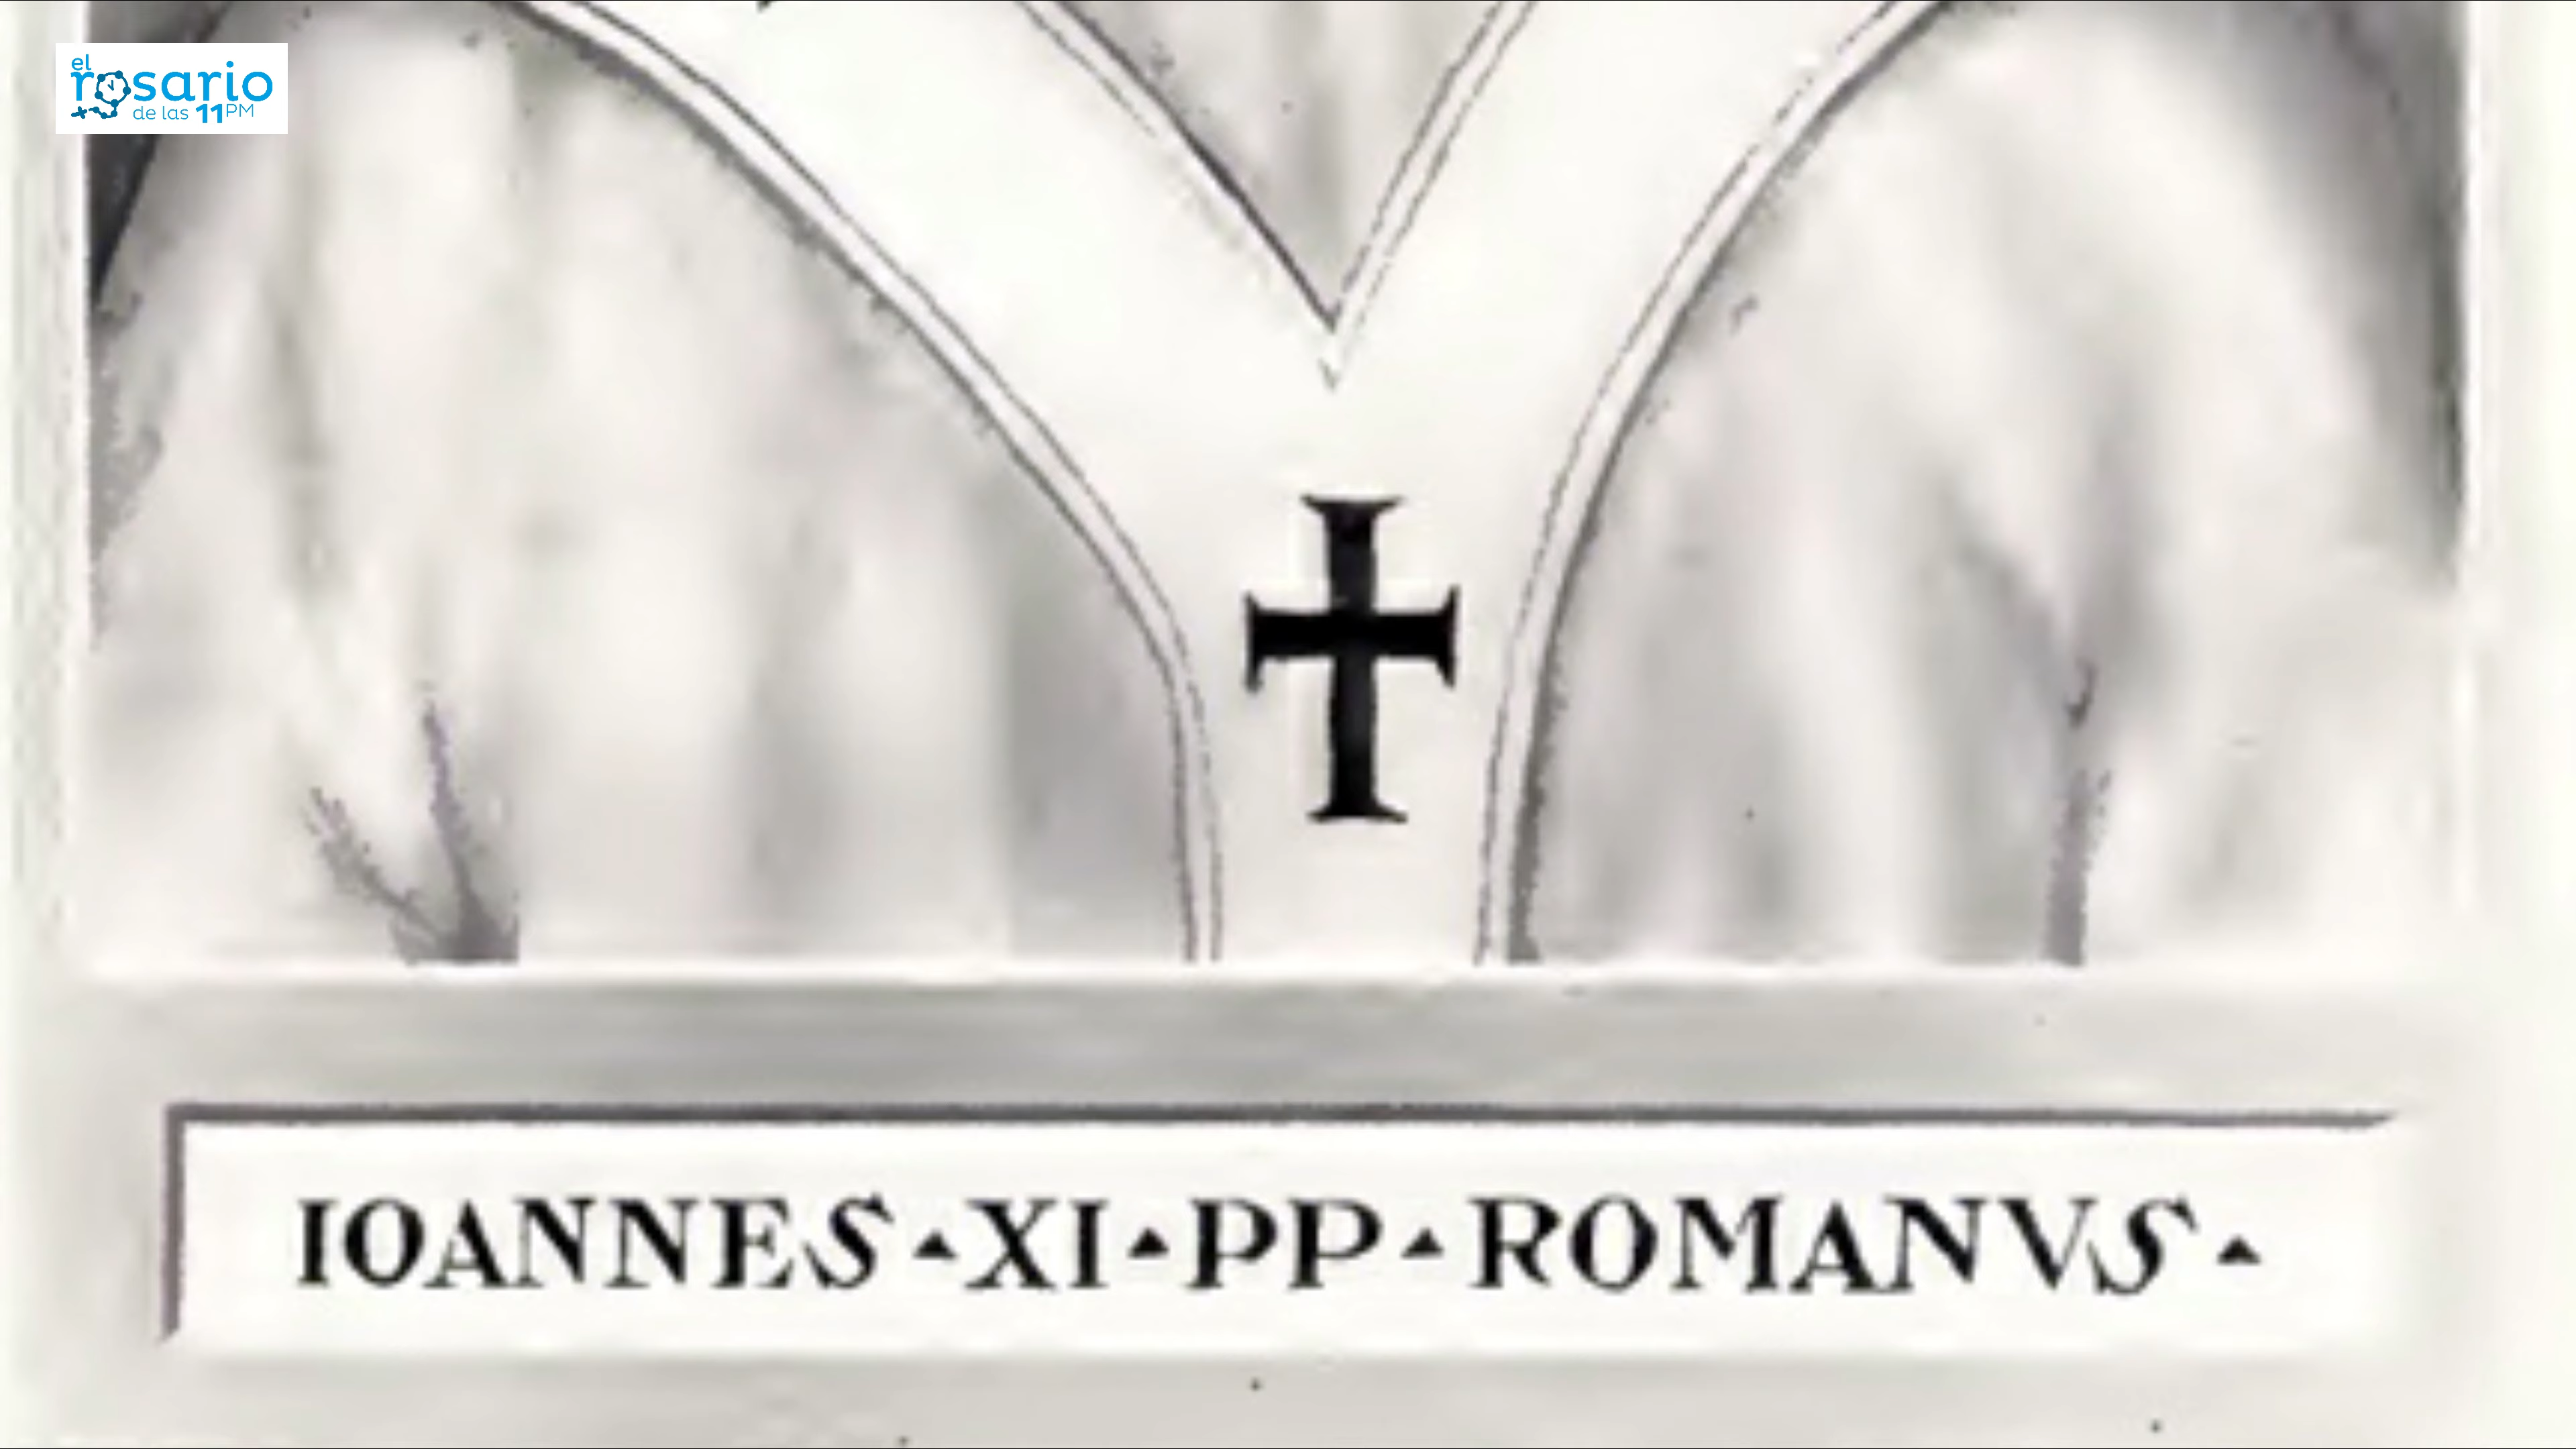 el
rosario
de las 11PM
IOANNES ▴ XI ▴ PP ▴ ROMANVS ▴